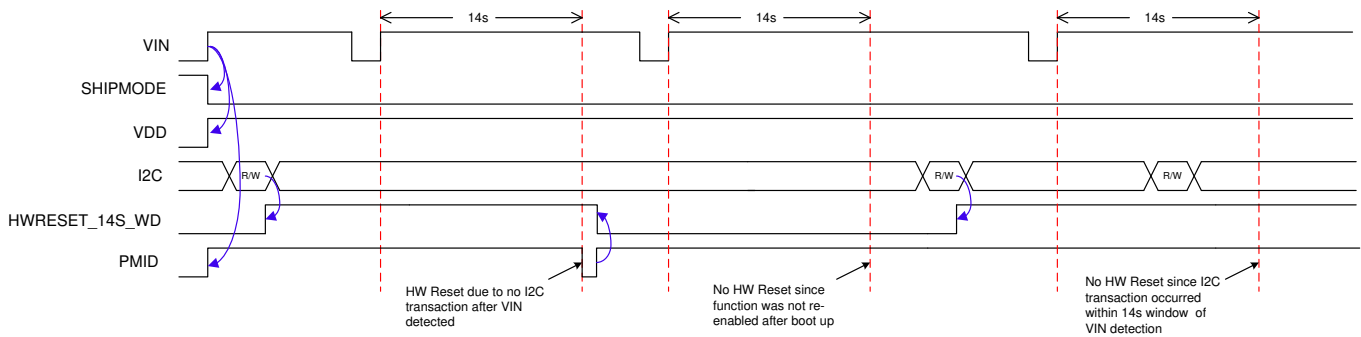 14s
14s
14s
VIN
SHIPMODE
VDD
I2C
R/W
R/W
R/W
HWRESET_14S_WD
PMID
HW Reset due to no I2C
transaction after VIN
detected
No HW Reset since
function was not re-
enabled after boot up
No HW Reset since I2C
transaction occurred
within 14s window of
VIN detection